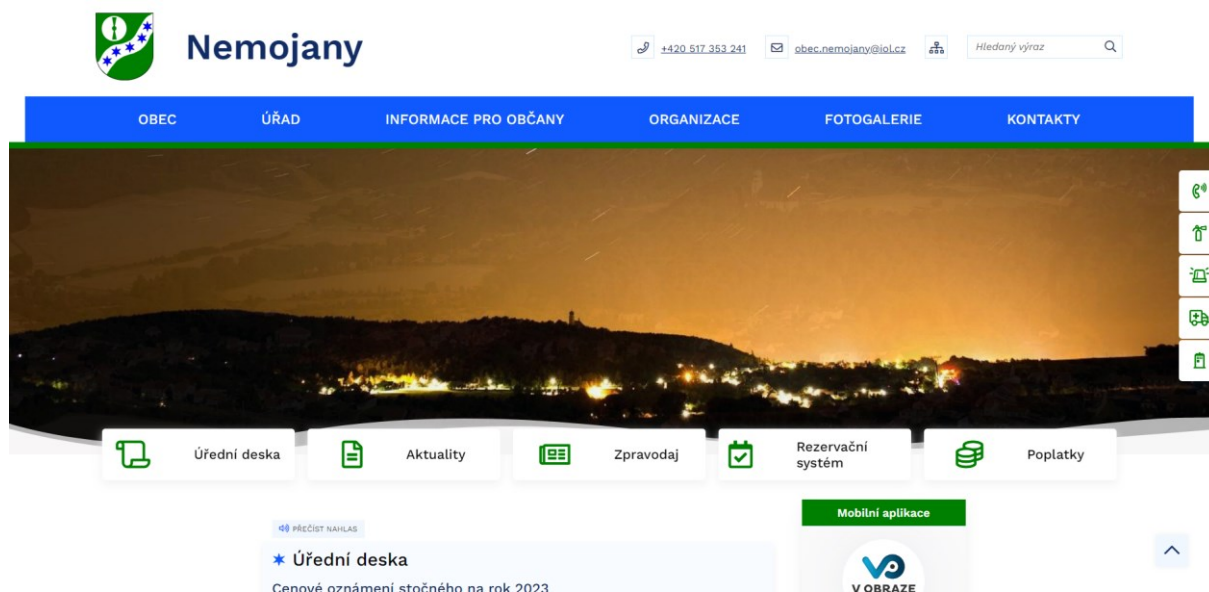 Nemojany
+420 517 353 241
obec.nemojany@iol.cz
Hledaný výraz
OBEC
ÚŘAD
INFORMACE PRO OBČANY
ORGANIZACE
FOTOGALERIE
KONTAKTY
Úřední deska
Aktuality
Zpravodaj
Rezervační
systém
Poplatky
PŘEČÍST NAHLAS
Úřední deska
Cenové oznámení stočného na rok 2023
Mobilní aplikace
V OBRAZE